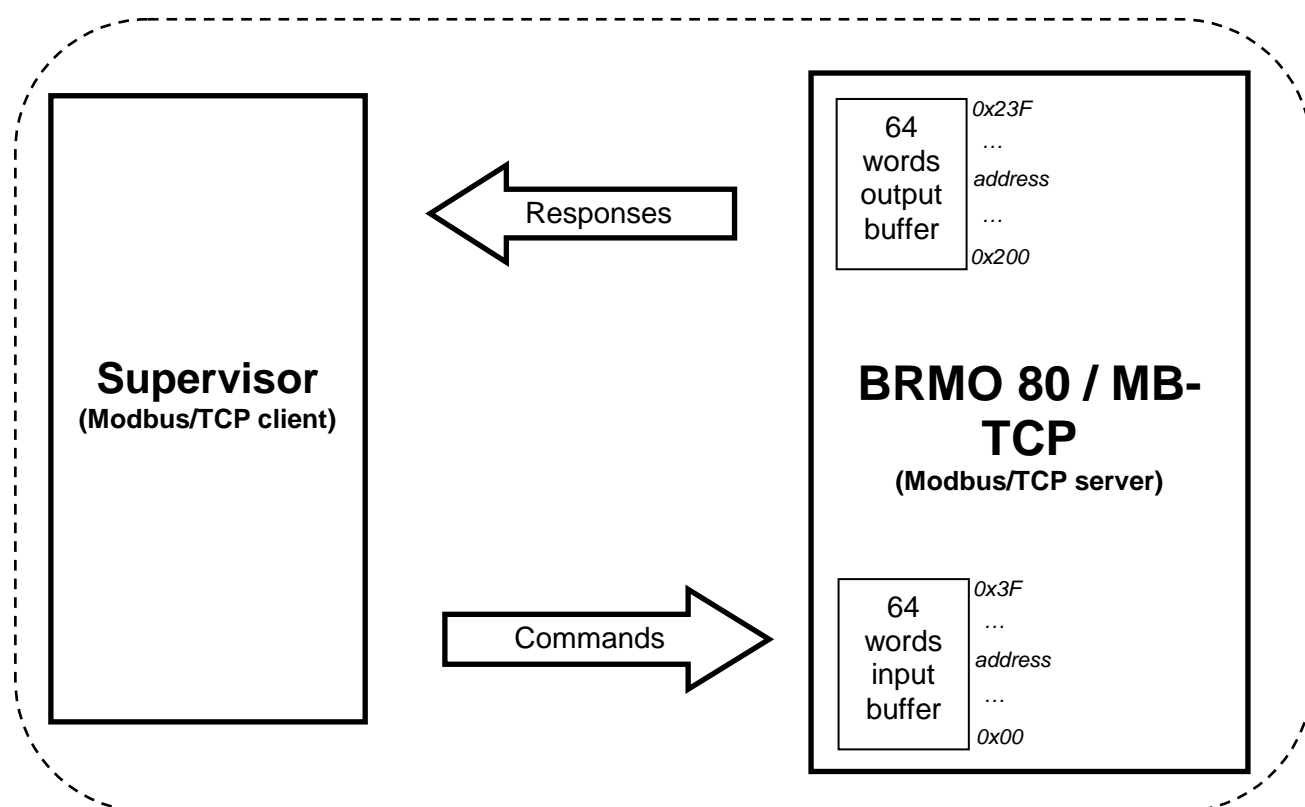 64
words
output
buffer
0x23F
…
address
…
0x200
Responses
Supervisor
(Modbus/TCP client)
BRMO 80 / MB-
TCP
(Modbus/TCP server)
Commands
64
words
input
buffer
0x3F
…
address
…
0x00